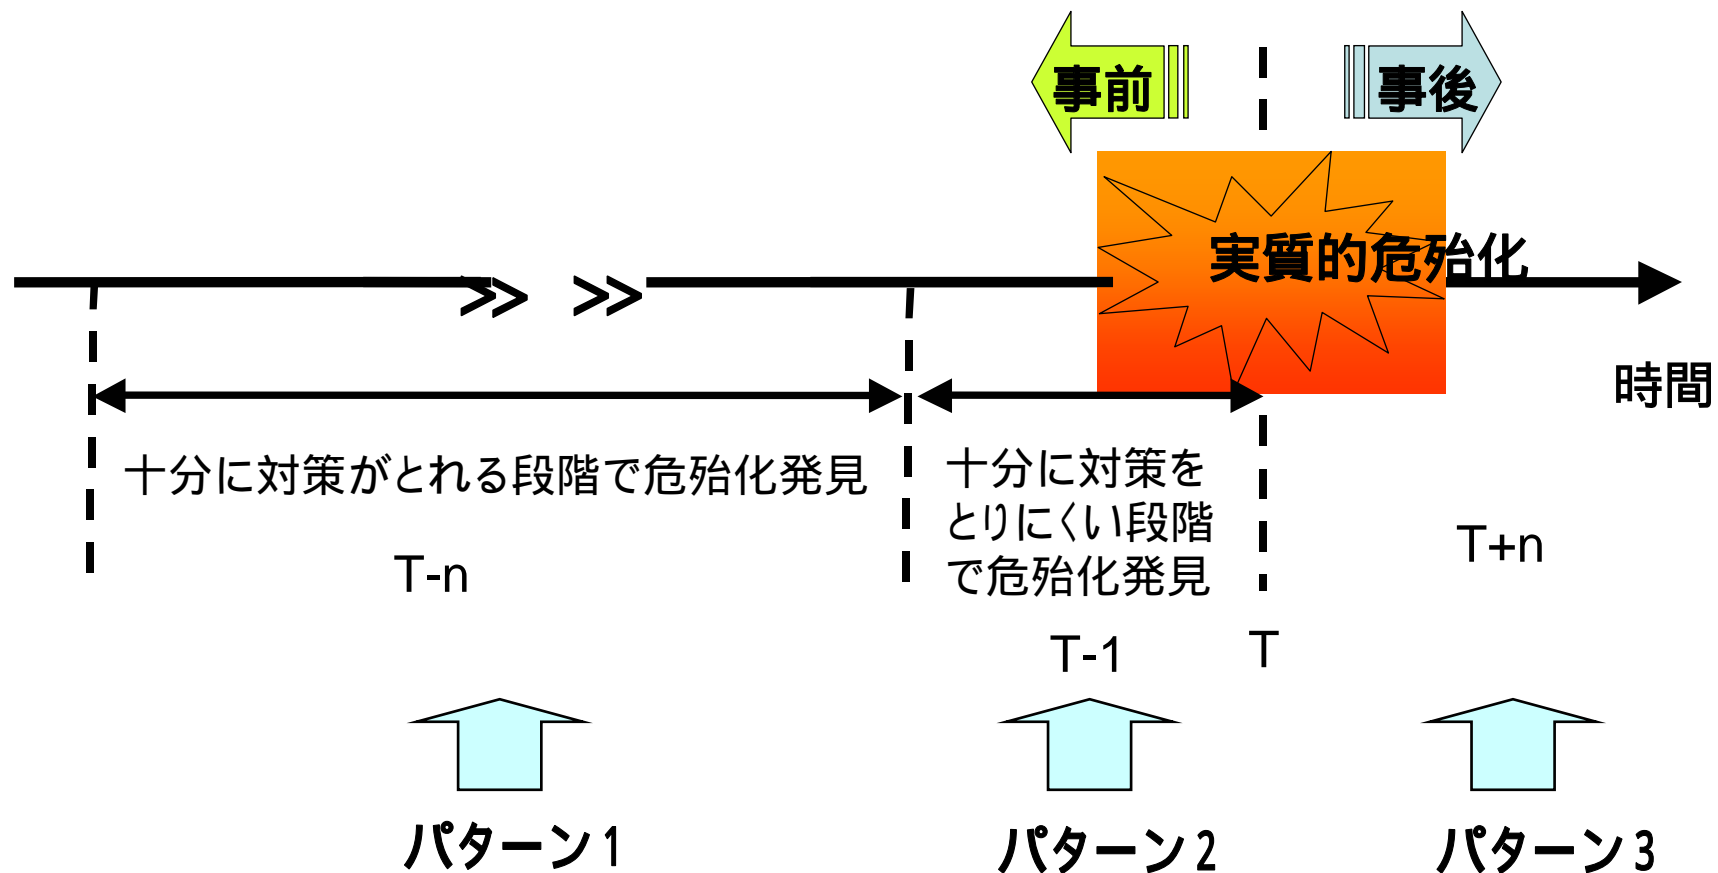 事前
事後
実質的危殆化
時間
十分に対策がとれる段階で危殆化発見
十分に対策を
とりにくい段階
で危殆化発見
T-n
T+n
T-1
T
パターン1
パターン2
パターン3